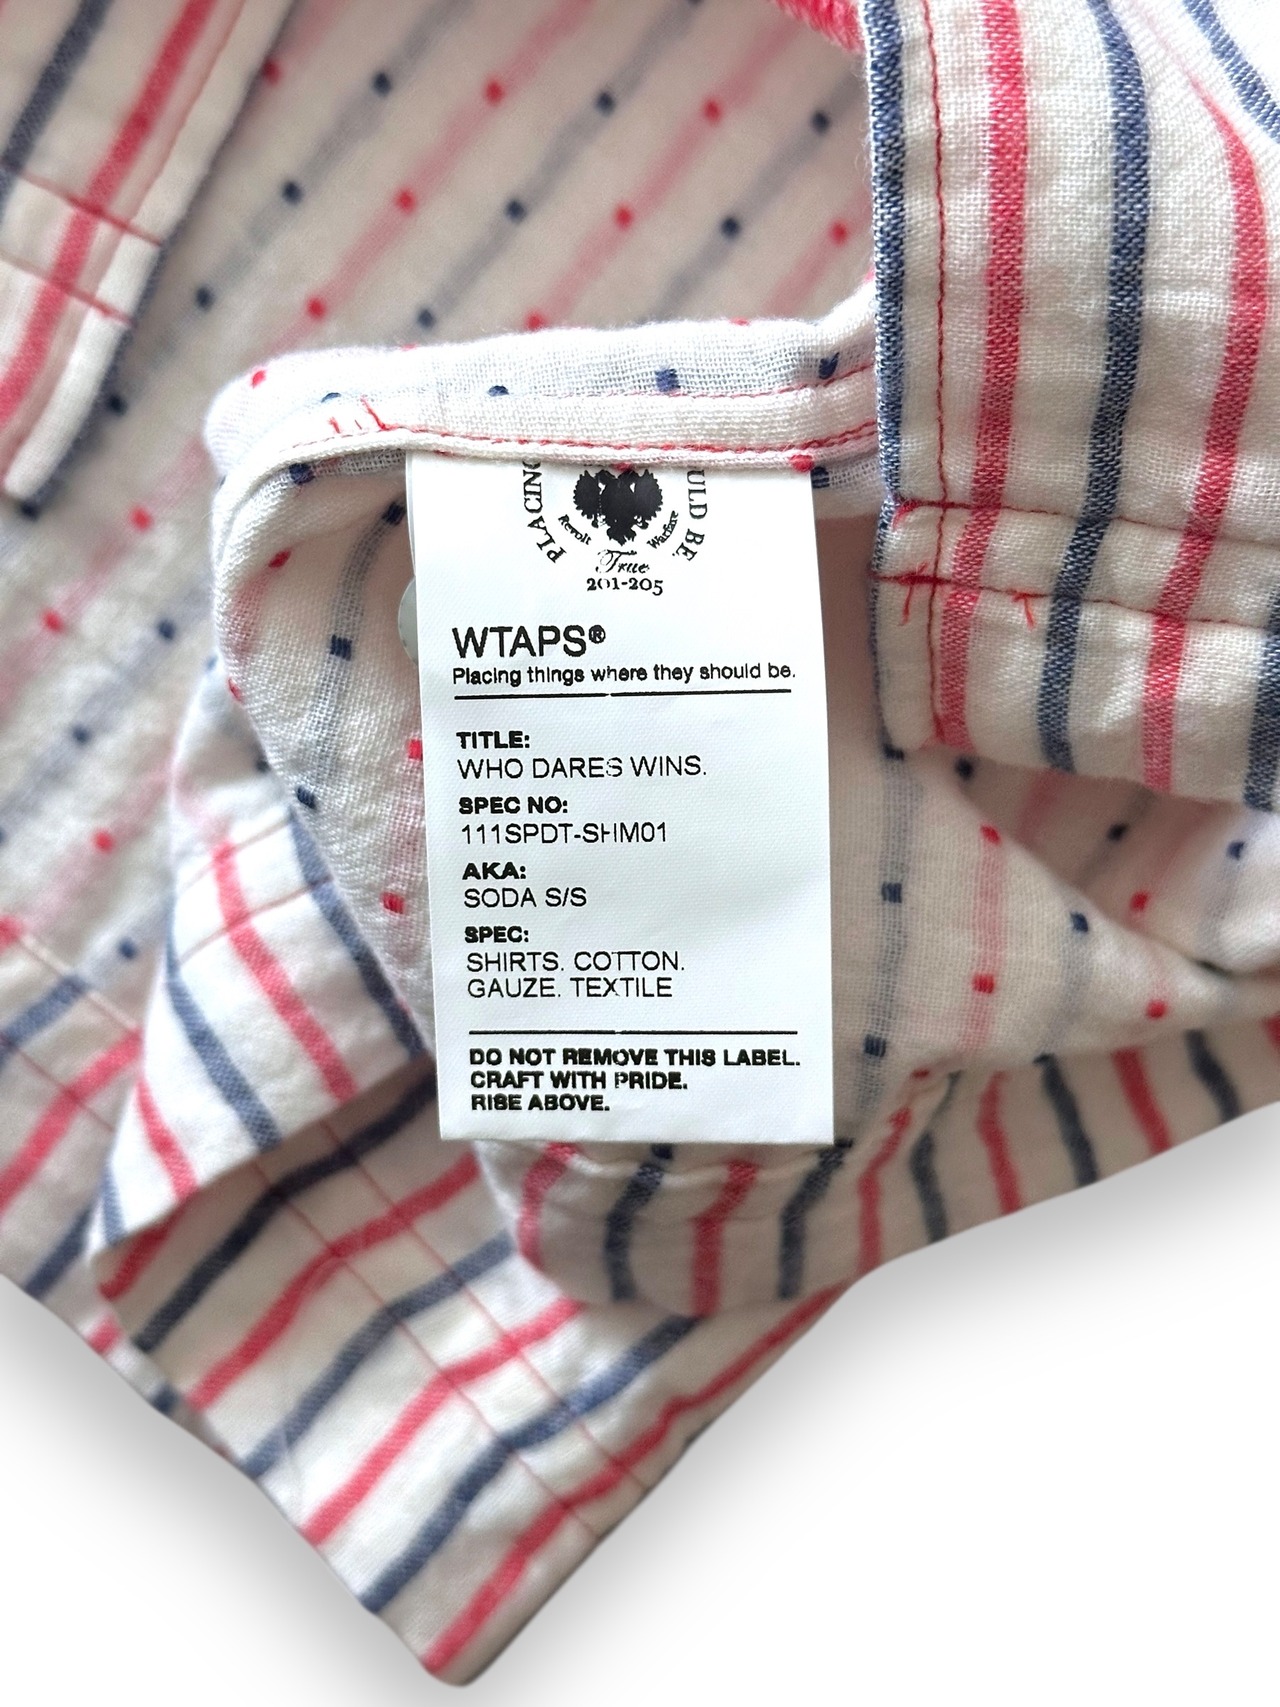 PLACING
ULD BE
Revolt
Warfare
True
201-205
WTAPS®
Placing things where they should be.
TITLE:
WHO DARES WINS.
SPEC NO:
111SPDT-SHM01
AKA:
SODA S/S
SPEC:
SHIRTS. COTTON.
GAUZE. TEXTILE
DO NOT REMOVE THIS LABEL.
CRAFT WITH PRIDE.
RISE ABOVE.